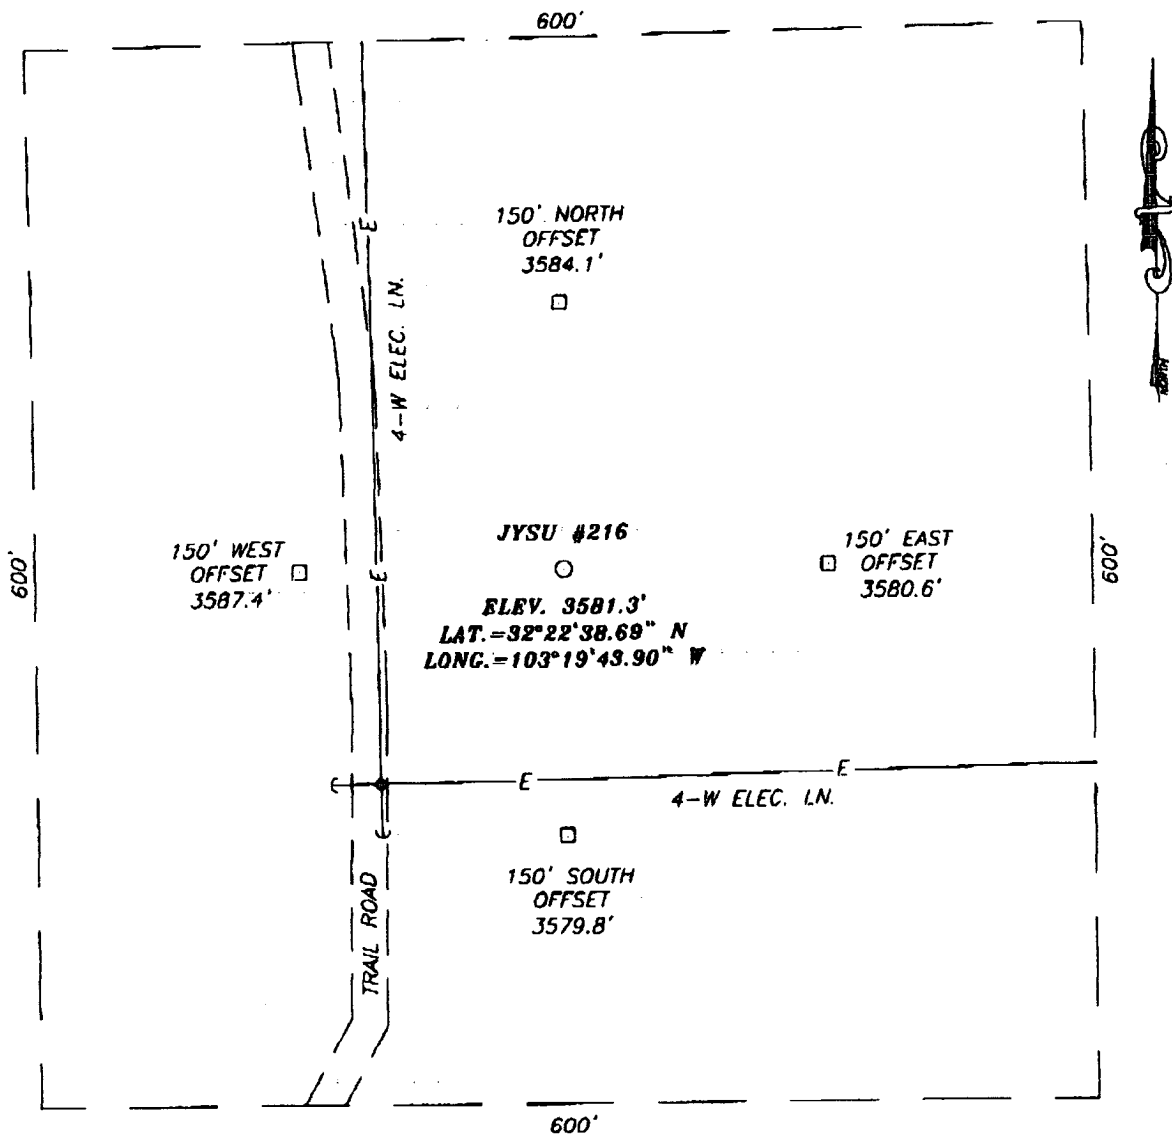 600'
150' NORTH
OFFSET
3584.1'
E
4-W ELEC. LN.
NORTH
JYSU #216
150' WEST
OFFSET
3587.4'
E
150' EAST
OFFSET
3580.6'
600'
600'
ELEV. 3581.3'
LAT.=32°22'38.69" N
LONG.=103°19'43.90" W
E
E
4-W ELEC. LN.
150' SOUTH
OFFSET
3579.8'
TRAIL ROAD
600'